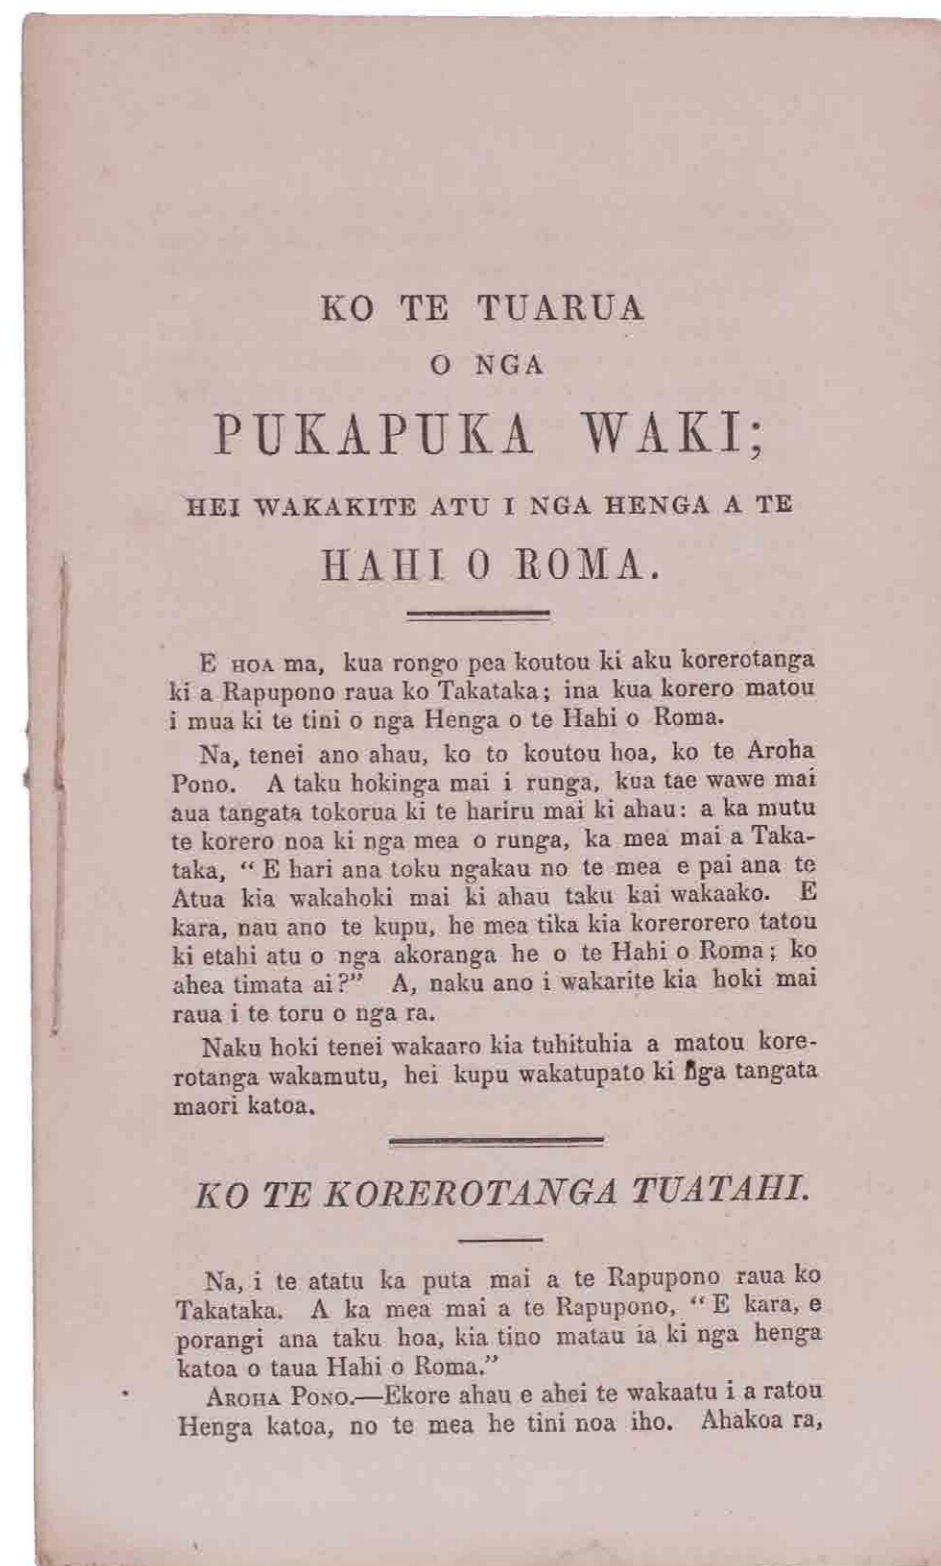 KO TE TUARUA
O NGA
PUKAPUKA WAKI;
HEI WAKAKITE ATU I NGA HENGA A TE
HAHI O ROMA.
E HOA ma, kua rongo pea koutou ki aku korerotanga
ki a Rapupono raua ko Takataka; ina kua korero matou
i mua ki te tini o nga Henga o te Hahi o Roma.
Na, tenei ano ahau, ko to koutou hoa, ko te Aroha
Pono. A taku hokinga mai i runga, kua tae wawe mai
aua tangata tokorua ki te hariru mai ki ahau: a ka mutu
te korero noa ki nga mea o runga, ka mea mai a Taka-
taka, “ E hari ana toku ngakau no te mea e pai ana te
Atua kia wakahoki mai ki ahau taku kai wakaako. E
kara, nau ano te kupu, he mea tika kia korerorero tatou
ki etahi atu o nga akoranga he o te Hahi o Roma; ko
ahea timata ai?” A, naku ano i wakarite kia hoki mai
raua i te toru o nga ra.
Naku hoki tenei wakaaro kia tuhituhia a matou kore-
rotanga wakamutu, hei kupu wakatupato ki nga tangata
maori katoa.
KO TE KOREROTANGA TUATAHI.
Na, i te atatu ka puta mai a te Rapupono raua ko
Takataka. A ka mea mai a te Rapupono, “ E kara, e
porangi ana taku hoa, kia tino matau ia ki nga henga
katoa o taua Hahi o Roma.”
AROHA PONO.—Ekore ahau e ahei te wakaatu i a ratou
Henga katoa, no te mea he tini noa iho. Ahakoa ra,